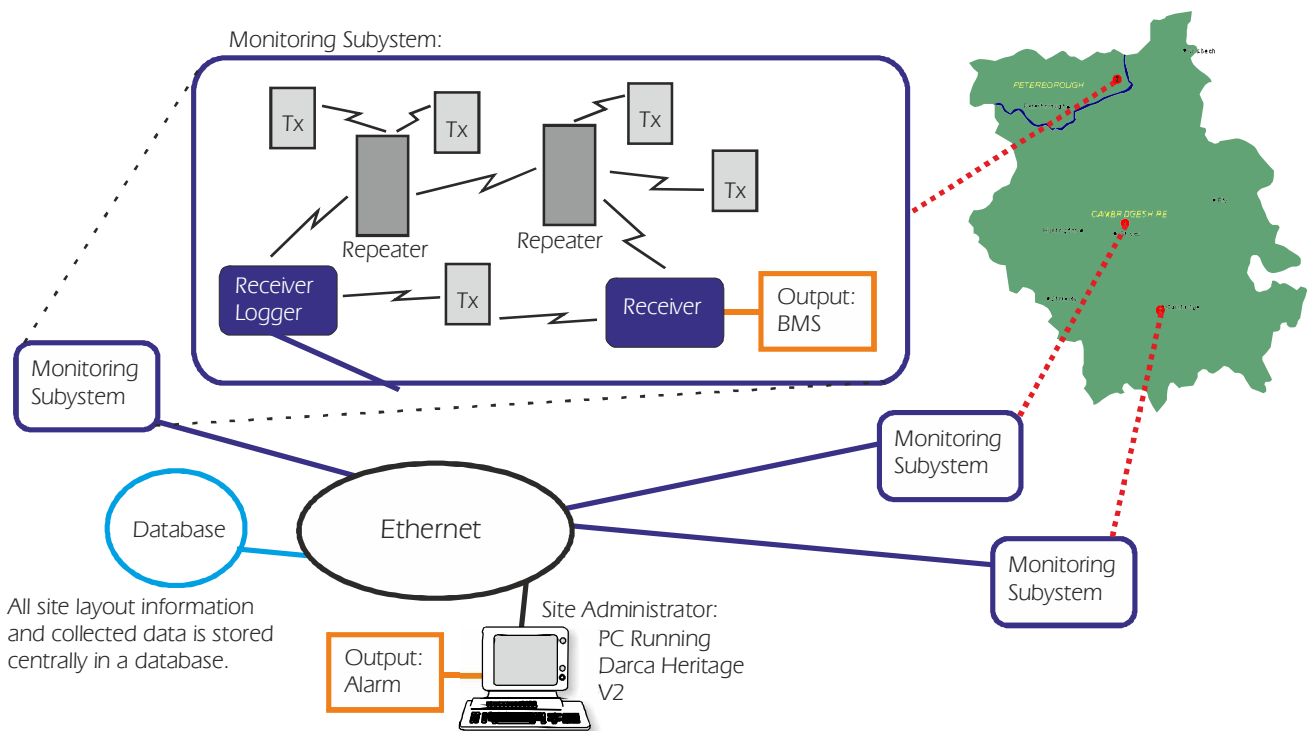 Monitoring Subystem:
Tx
Tx
Tx
Tx
Repeater
Repeater
Receiver
Logger
Tx
Receiver
Output:
BMS
PETERBOROUGH
Peterborough
CAMBRIDGESHIRE
Monitoring
Subystem
Monitoring
Subystem
Monitoring
Subystem
Database
Ethernet
All site layout information
and collected data is stored
centrally in a database.
Output:
Alarm
Site Administrator:
PC Running
Darca Heritage
V2